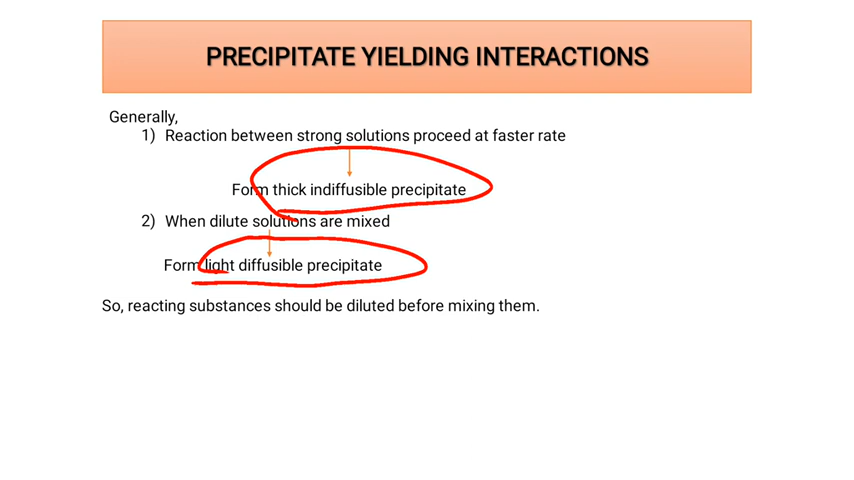 PRECIPITATE YIELDING INTERACTIONS
Generally,
1) Reaction between strong solutions proceed at faster rate
Form thick indiffusible precipitate
2) When dilute solutions are mixed
Form light diffusible precipitate
So, reacting substances should be diluted before mixing them.